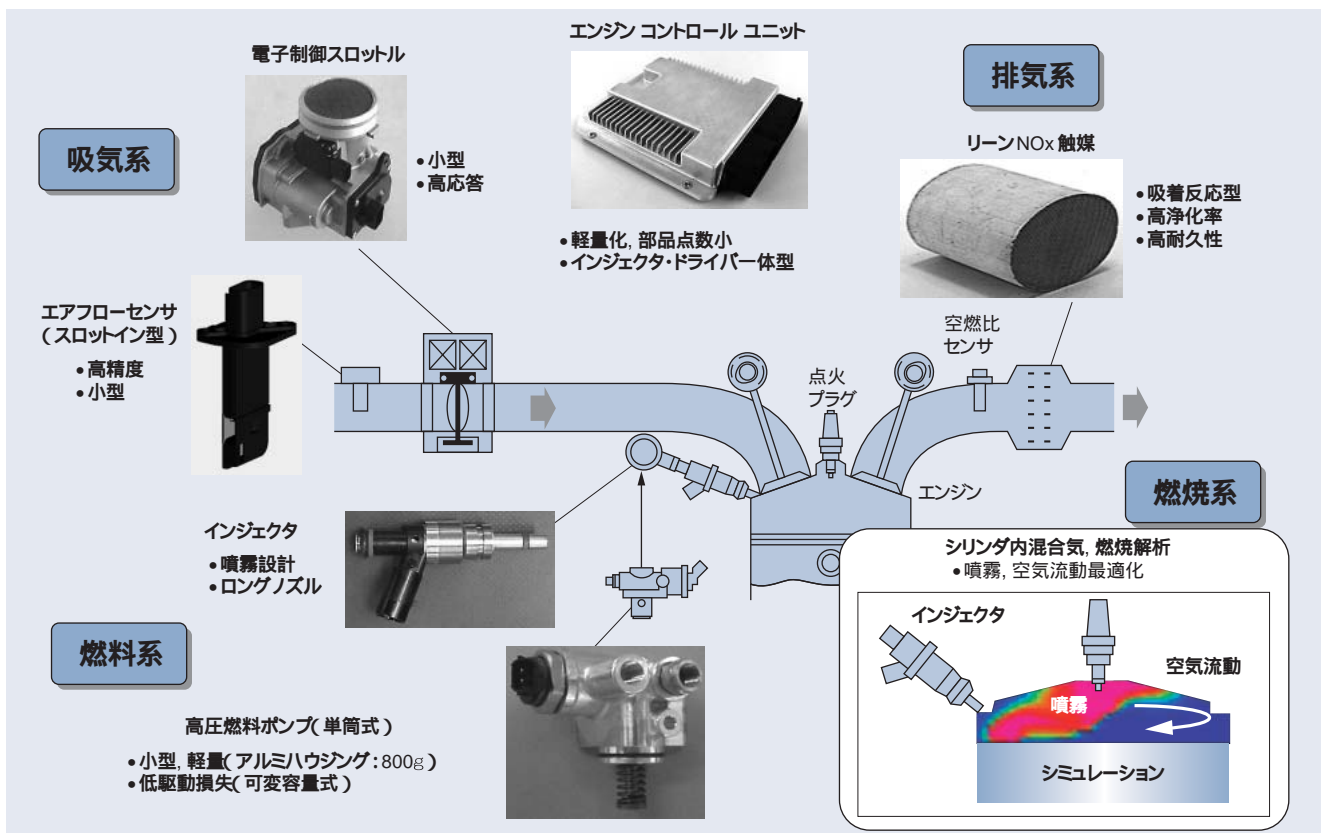 電子制御スロットル
エンジン コントロール ユニット
排気系
吸気系
•小型
•高応答
リーンNOx 触媒
•吸着反応型
•高浄化率
•高耐久性
•軽量化, 部品点数小
•インジェクタ・ドライバ一体型
エアフローセンサ
(スロットイン型)
•高精度
•小型
空燃比
センサ
点火
プラグ
エンジン
燃焼系
インジェクタ
•噴霧設計
•ロングノズル
シリンダ内混合気, 燃焼解析
•噴霧, 空気流動最適化
インジェクタ
空気流動
噴霧
シミュレーション
燃料系
高圧燃料ポンプ(単筒式)
•小型, 軽量(アルミハウジング:800g)
•低駆動損失(可変容量式)